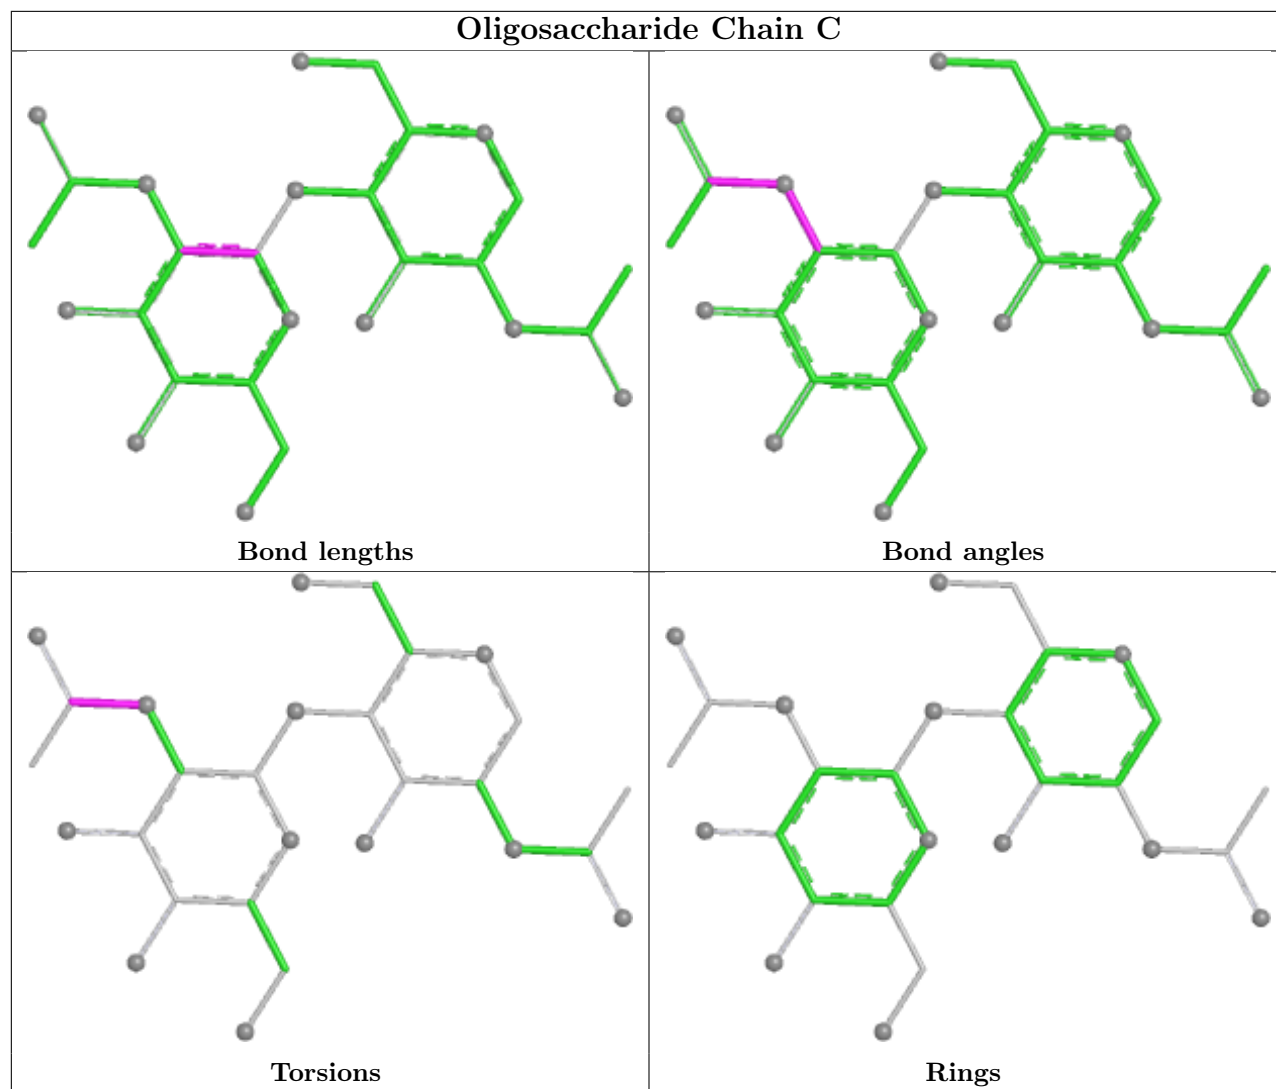 Oligosaccharide Chain C
Bond lengths
Bond angles
Torsions
Rings